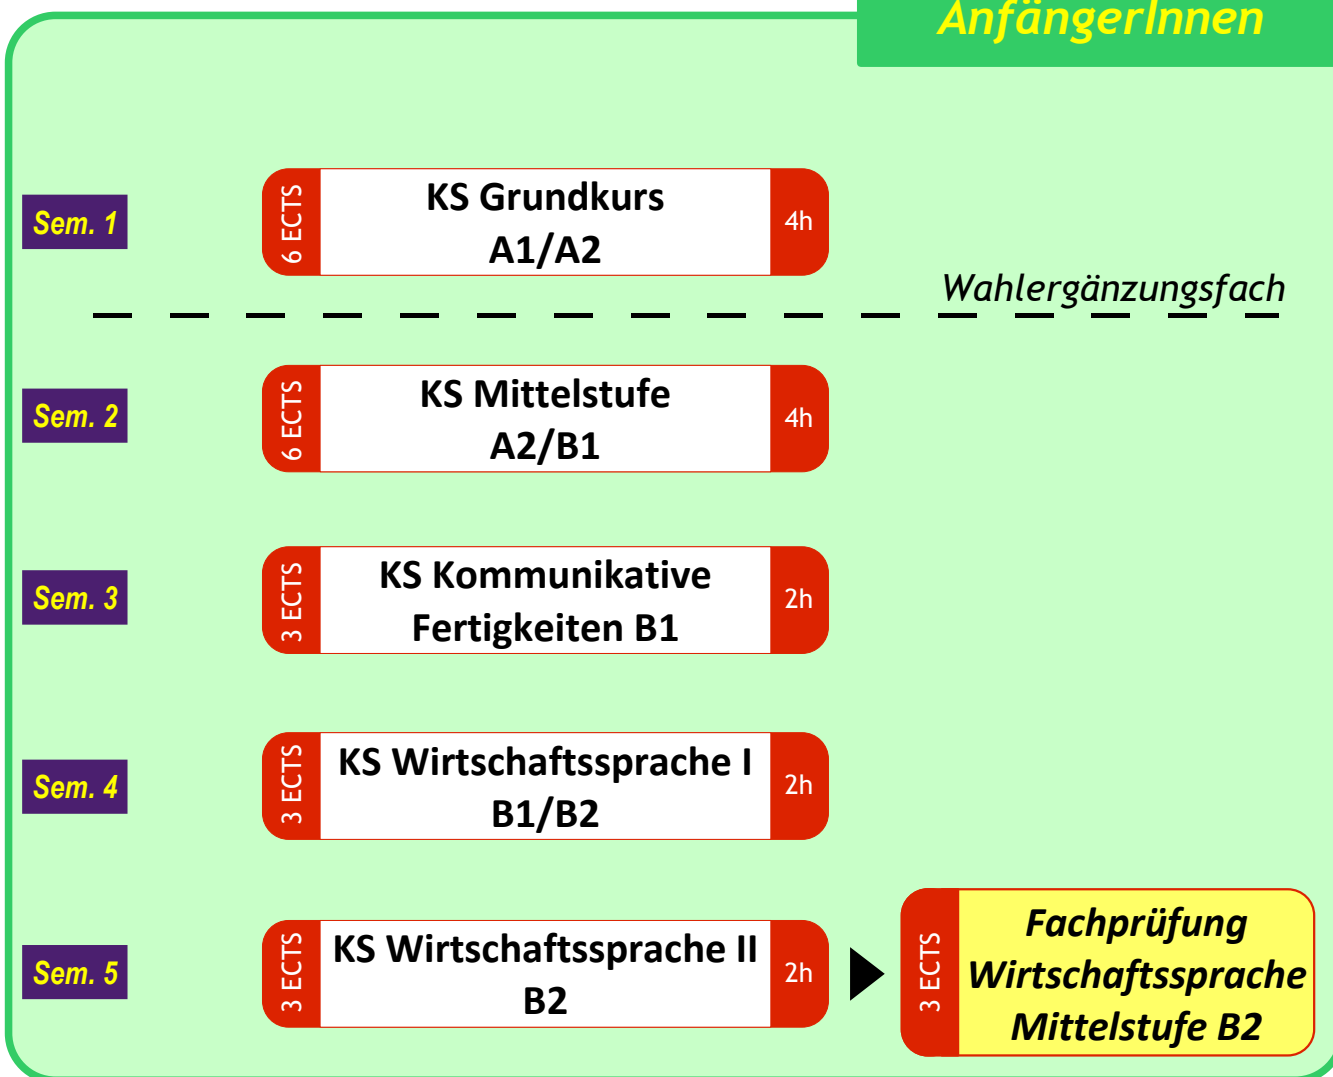 AnfängerInnen
Sem. 1
6 ECTS
KS Grundkurs
A1/A2
4h
Wahlergänzungsfach
Sem. 2
6 ECTS
KS Mittelstufe
A2/B1
4h
Sem. 3
3 ECTS
KS Kommunikative
Fertigkeiten B1
2h
Sem. 4
3 ECTS
KS Wirtschaftssprache I
B1/B2
2h
Sem. 5
3 ECTS
KS Wirtschaftssprache II
B2
2h
3 ECTS
Fachprüfung
Wirtschaftssprache
Mittelstufe B2